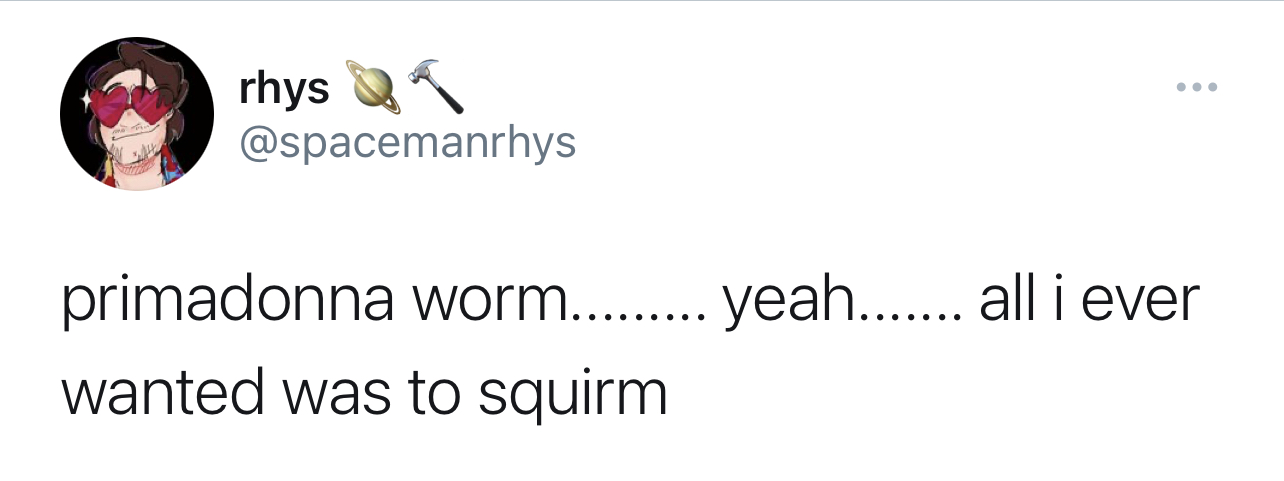 rhys 🪐🔨
@spacemanrhys
primadonna worm......... yeah....... all i ever
wanted was to squirm